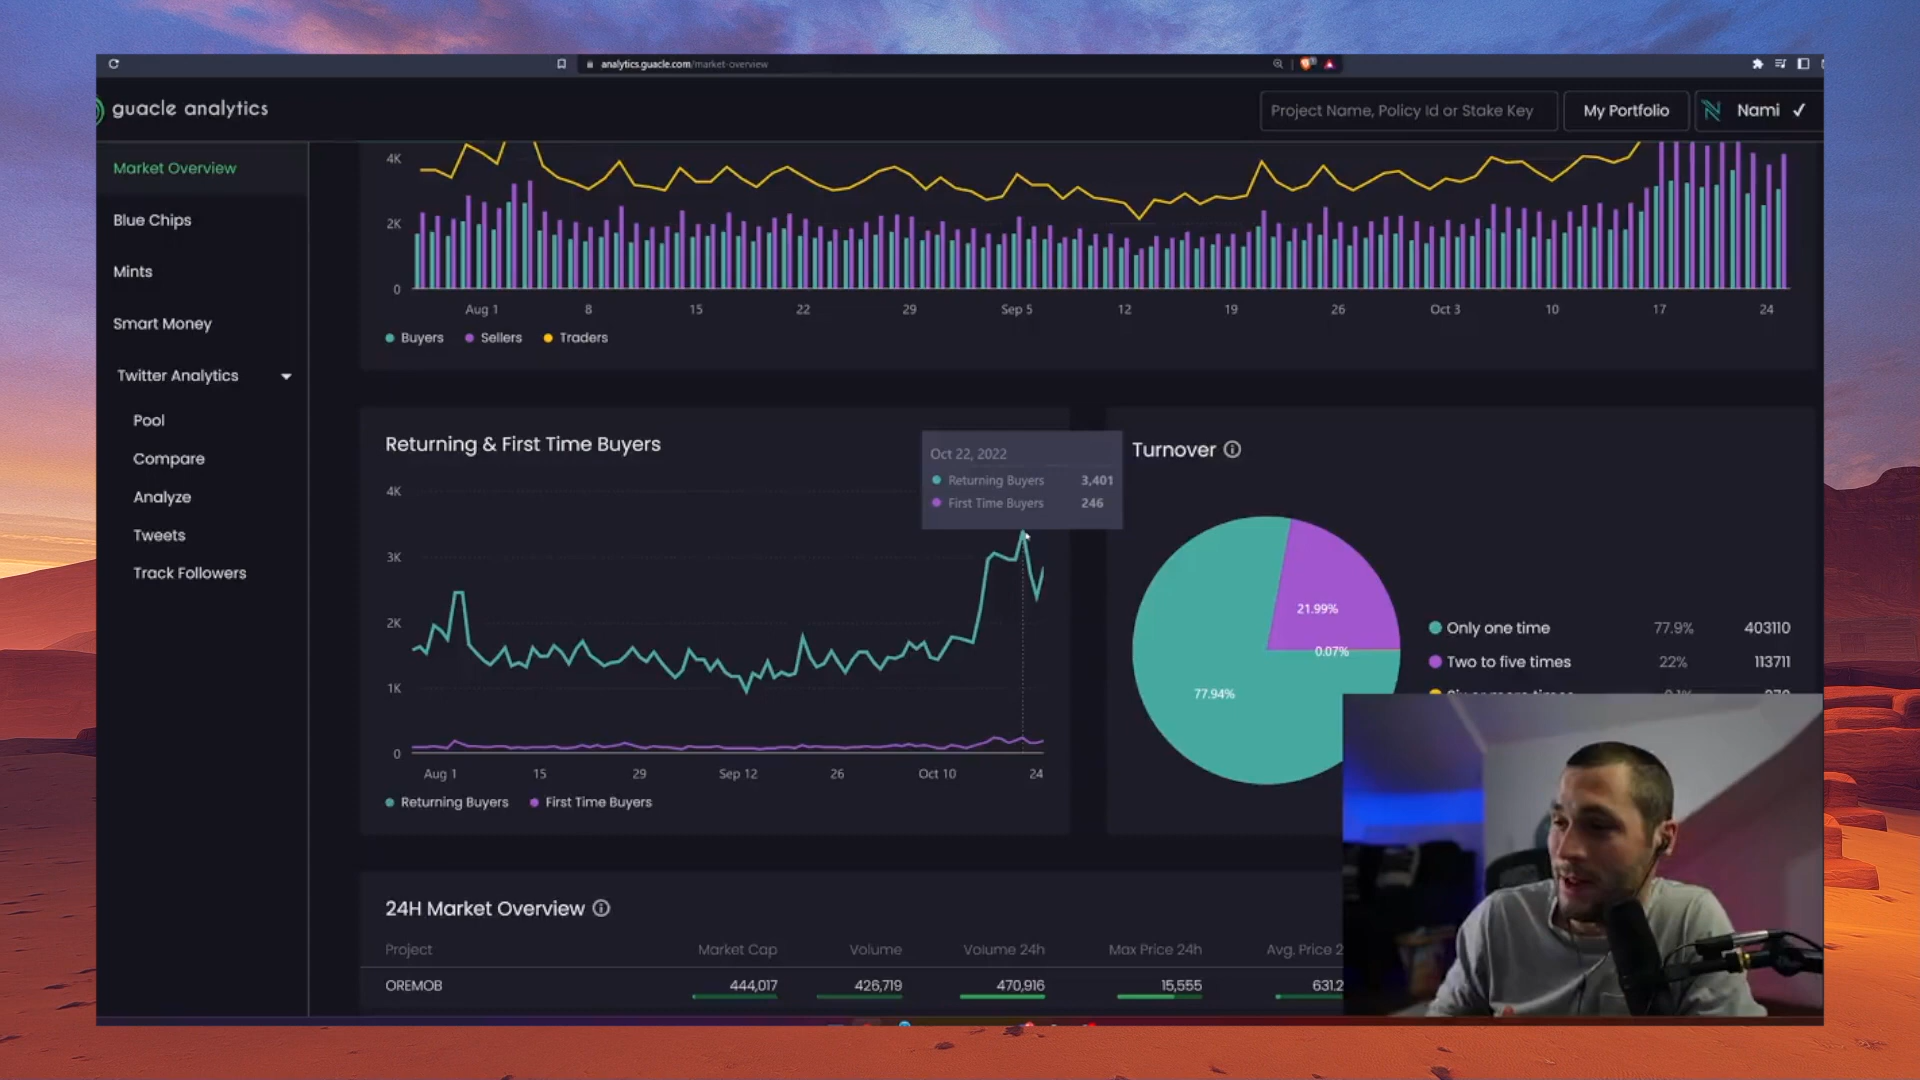 analytics.guacle.com/market-overview
guacle analytics
Project Name, Policy Id or Stake Key
My Portfolio
Nami ✓
Market Overview
Blue Chips
Mints
Smart Money
Twitter Analytics
Pool
Compare
Analyze
Tweets
Track Followers
4K
2K
0
Aug 1 8 15 22 29 Sep 5 12 19 26 Oct 3 10 17 24
Buyers Sellers Traders
Returning & First Time Buyers
4K
3K
2K
1K
0
Aug 1 15 29 Sep 12 26 Oct 10 24
Returning Buyers First Time Buyers
Oct 22, 2022
Returning Buyers 3,401
First Time Buyers 246
Turnover
21.99%
0.07%
77.94%
Only one time 77.9% 403110
Two to five times 22% 113711
24H Market Overview
Project Market Cap Volume Volume 24h Max Price 24h Avg. Price 2
OREMOB 444,017 426,719 470,916 15,555 631.2